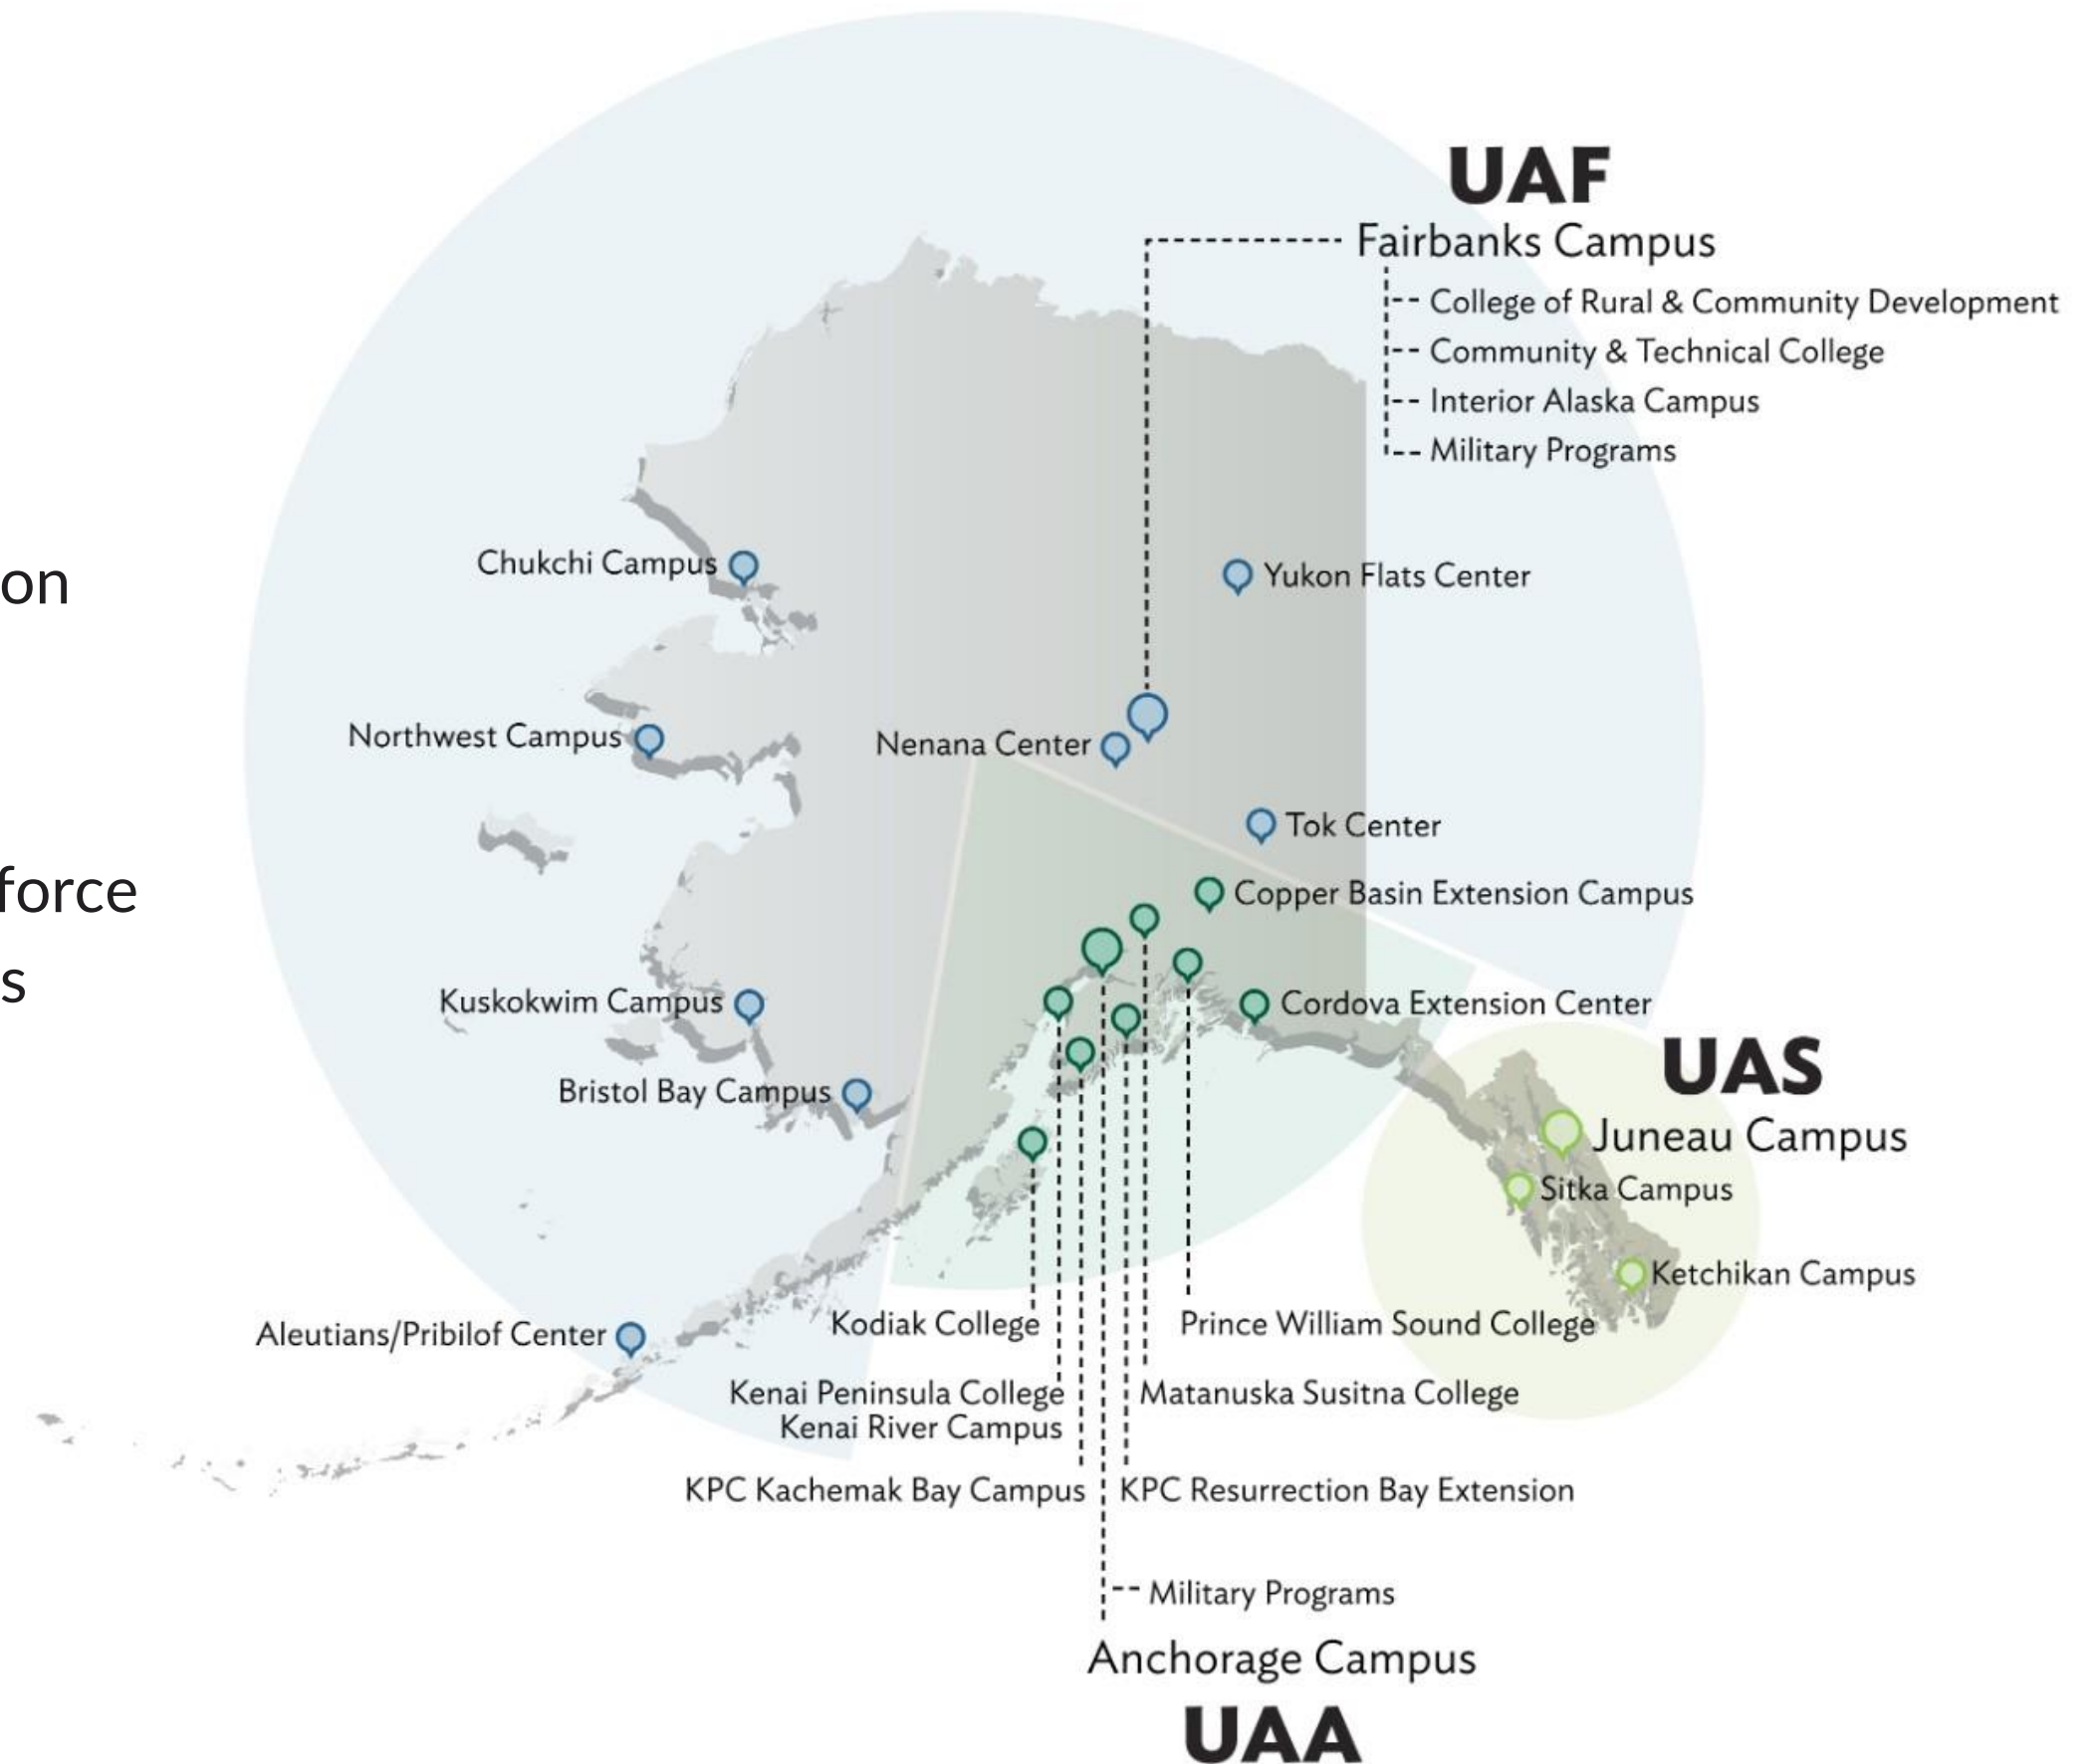 on
force
s
UAF
Fairbanks Campus
College of Rural & Community Development
Community & Technical College
Interior Alaska Campus
Military Programs
Chukchi Campus
Yukon Flats Center
Northwest Campus
Nenana Center
Tok Center
Copper Basin Extension Campus
Kuskokwim Campus
Cordova Extension Center
Bristol Bay Campus
UAS
Juneau Campus
Sitka Campus
Ketchikan Campus
Aleutians/Pribilof Center
Kodiak College
Prince William Sound College
Kenai Peninsula College
Kenai River Campus
Matanuska Susitna College
KPC Kachemak Bay Campus
KPC Resurrection Bay Extension
Military Programs
Anchorage Campus
UAA